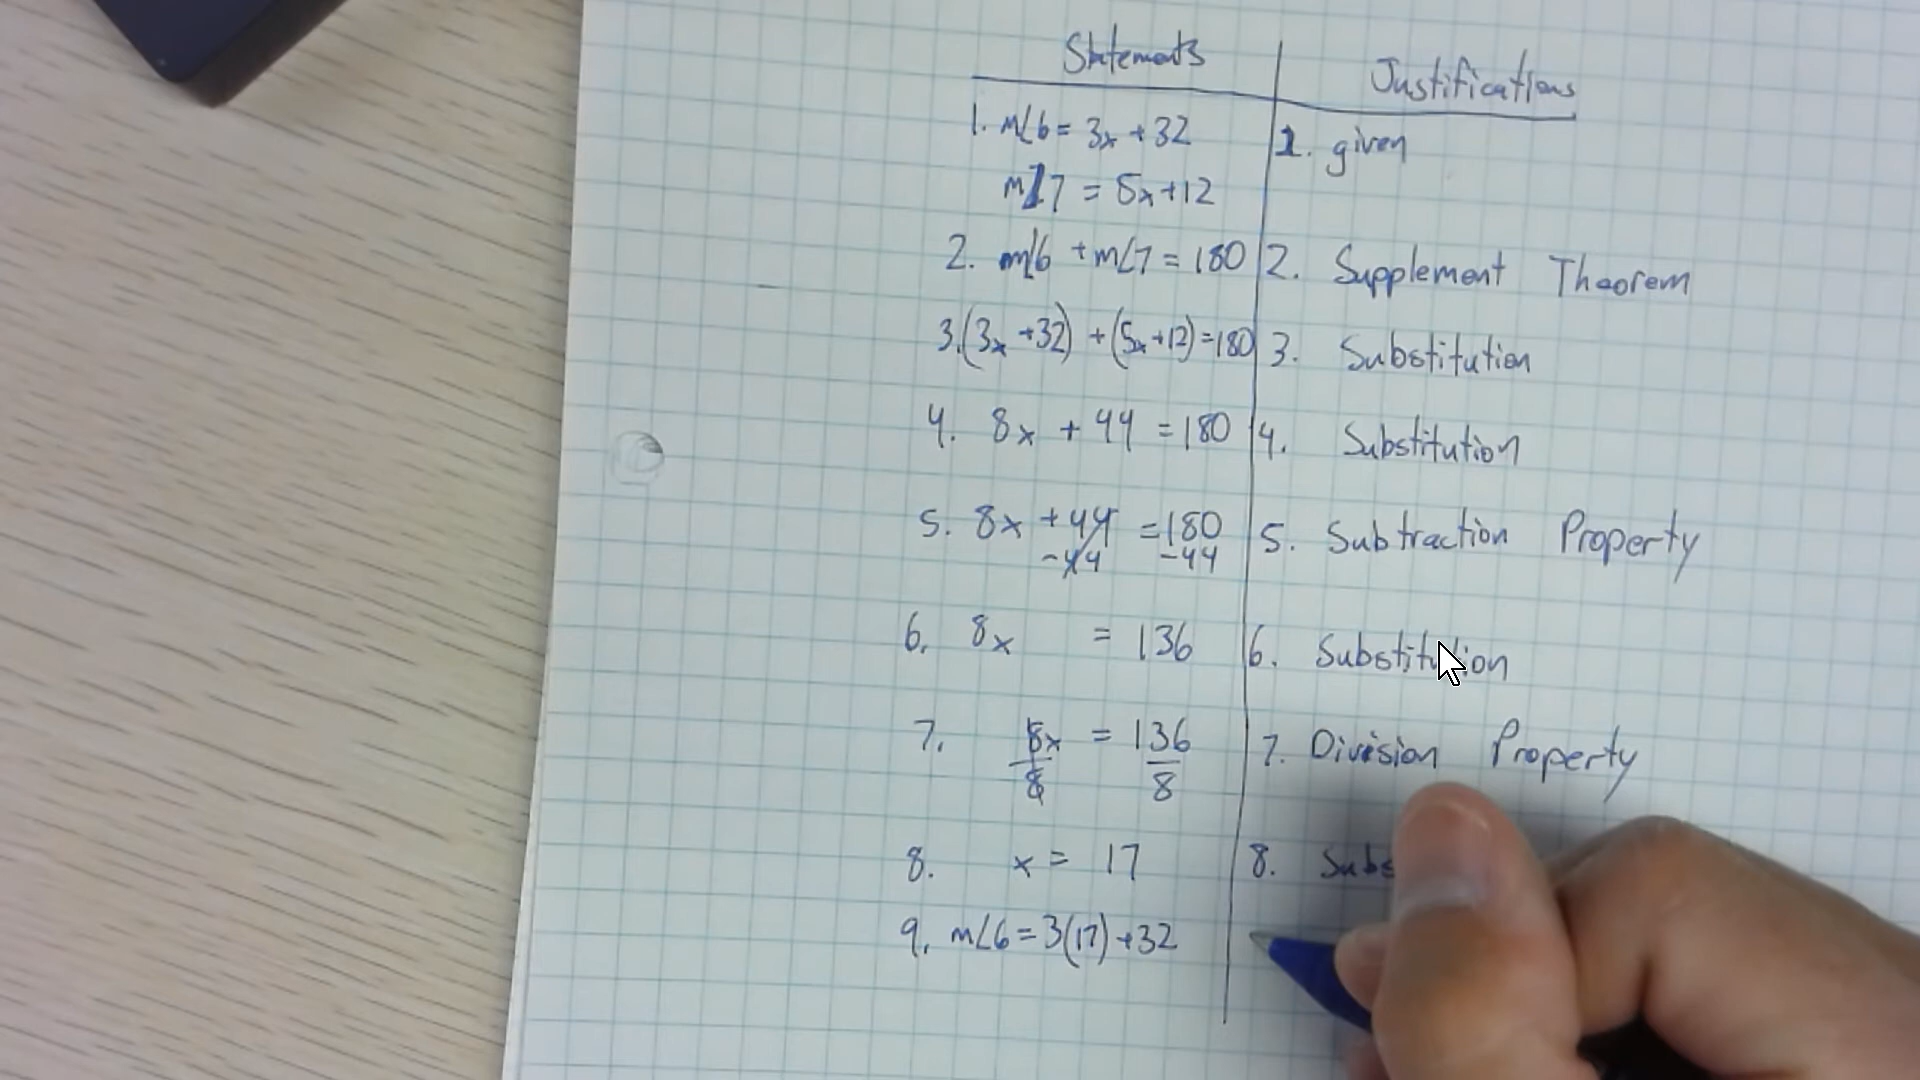 Statements Justifications
1. m∠6 = 3x + 32 1. given
m∠7 = 5x + 12
2. m∠6 + m∠7 = 180 2. Supplement Theorem
3. (3x + 32) + (5x + 12) = 180 3. Substitution
4. 8x + 44 = 180 4. Substitution
5. 8x + 44 = 180 5. Subtraction Property
-44 -44
6. 8x = 136 6. Substitution
7. 8x = 136 7. Division Property
8 8
8. x = 17 8. Subs
9. m∠6 = 3(17) + 32